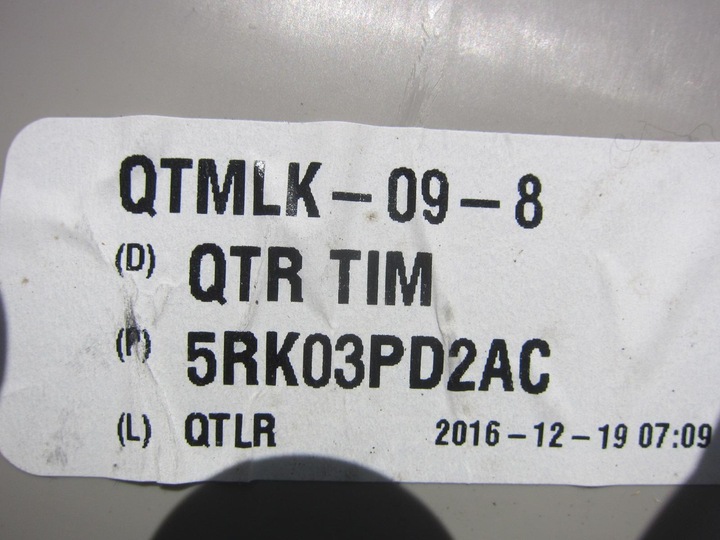 QTMLK-09-8
(D) QTR TIM
(P) 5RK03PD2AC
(L) QTLR 2016-12-19 07:09